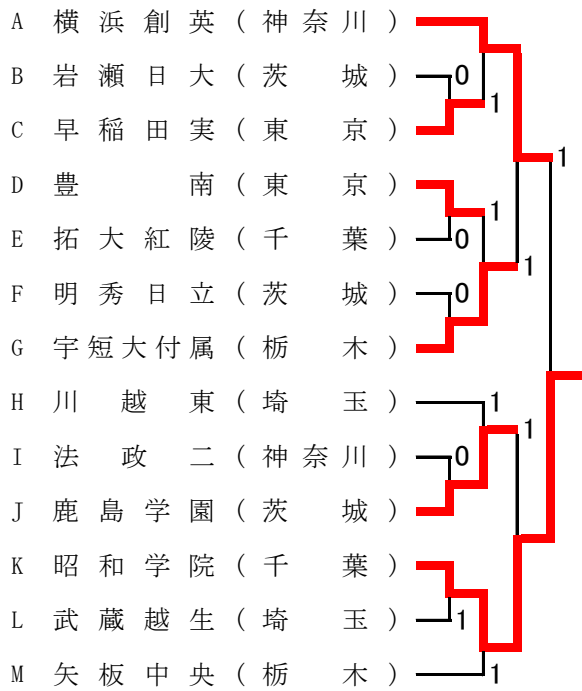 A 横浜創英(神奈川)
B 岩瀬日大(茨城) 0
1
C 早稲田実(東京)
1
D 豊南(東京)
1
E 拓大紅陵(千葉) 0
1
F 明秀日立(茨城) 0
G 宇短大付属(栃木)
H 川越東(埼玉) 1
1
I 法政二(神奈川) 0
J 鹿島学園(茨城)
K 昭和学院(千葉)
L 武蔵越生(埼玉) 1
M 矢板中央(栃木) 1